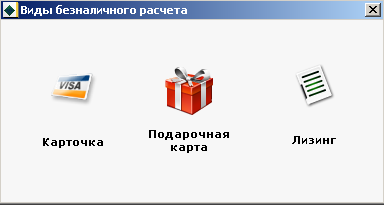 Виды безналичного расчета
VISA
Карточка
Подарочная
карта
Лизинг